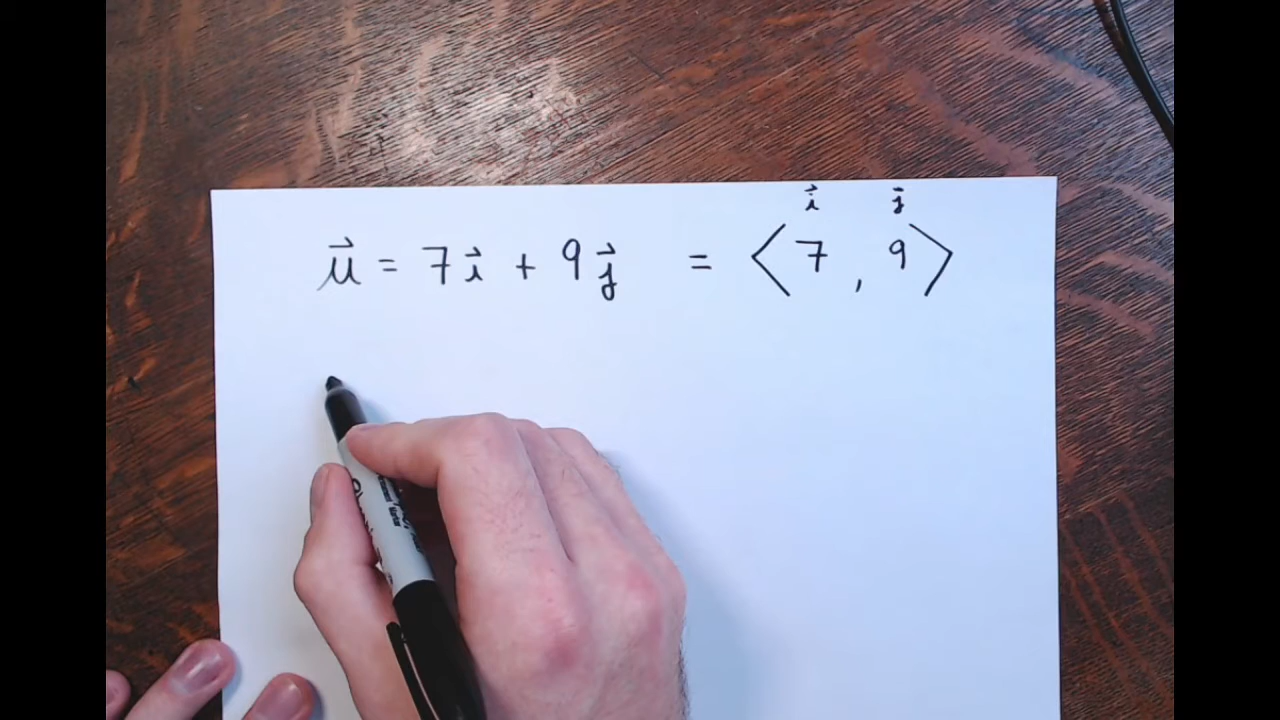 u⃗ = 7i⃗ + 9j⃗ = ⟨7, 9⟩
i⃗ j⃗